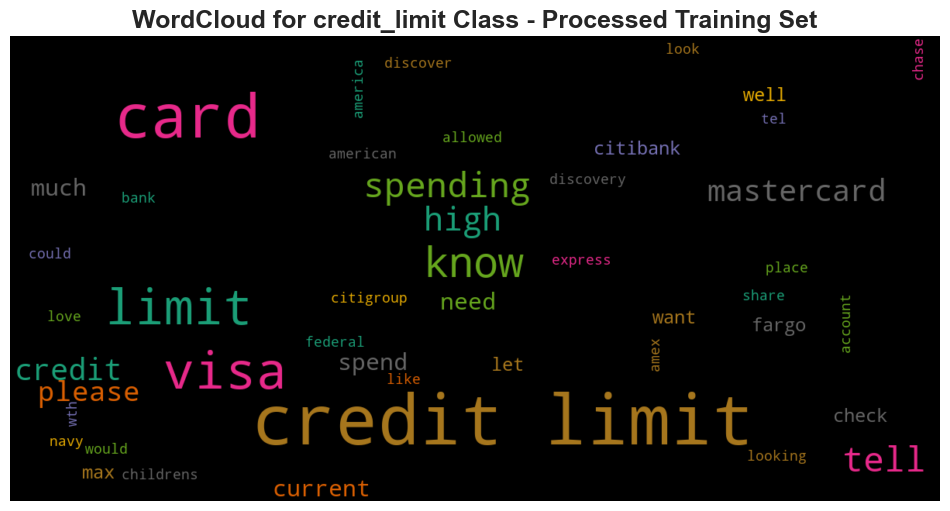 WordCloud for credit_limit Class - Processed Training Set
look
chase
discover
america
card
well
tel
allowed
citibank
american
spending
discovery
mastercard
much
bank
high
know
could
express
place
limit
citigroup
need
share
love
want
fargo
account
federal
amex
credit
visa
spend
let
please
like
wth
credit limit
check
navy
would
looking
tell
max
childrens
current